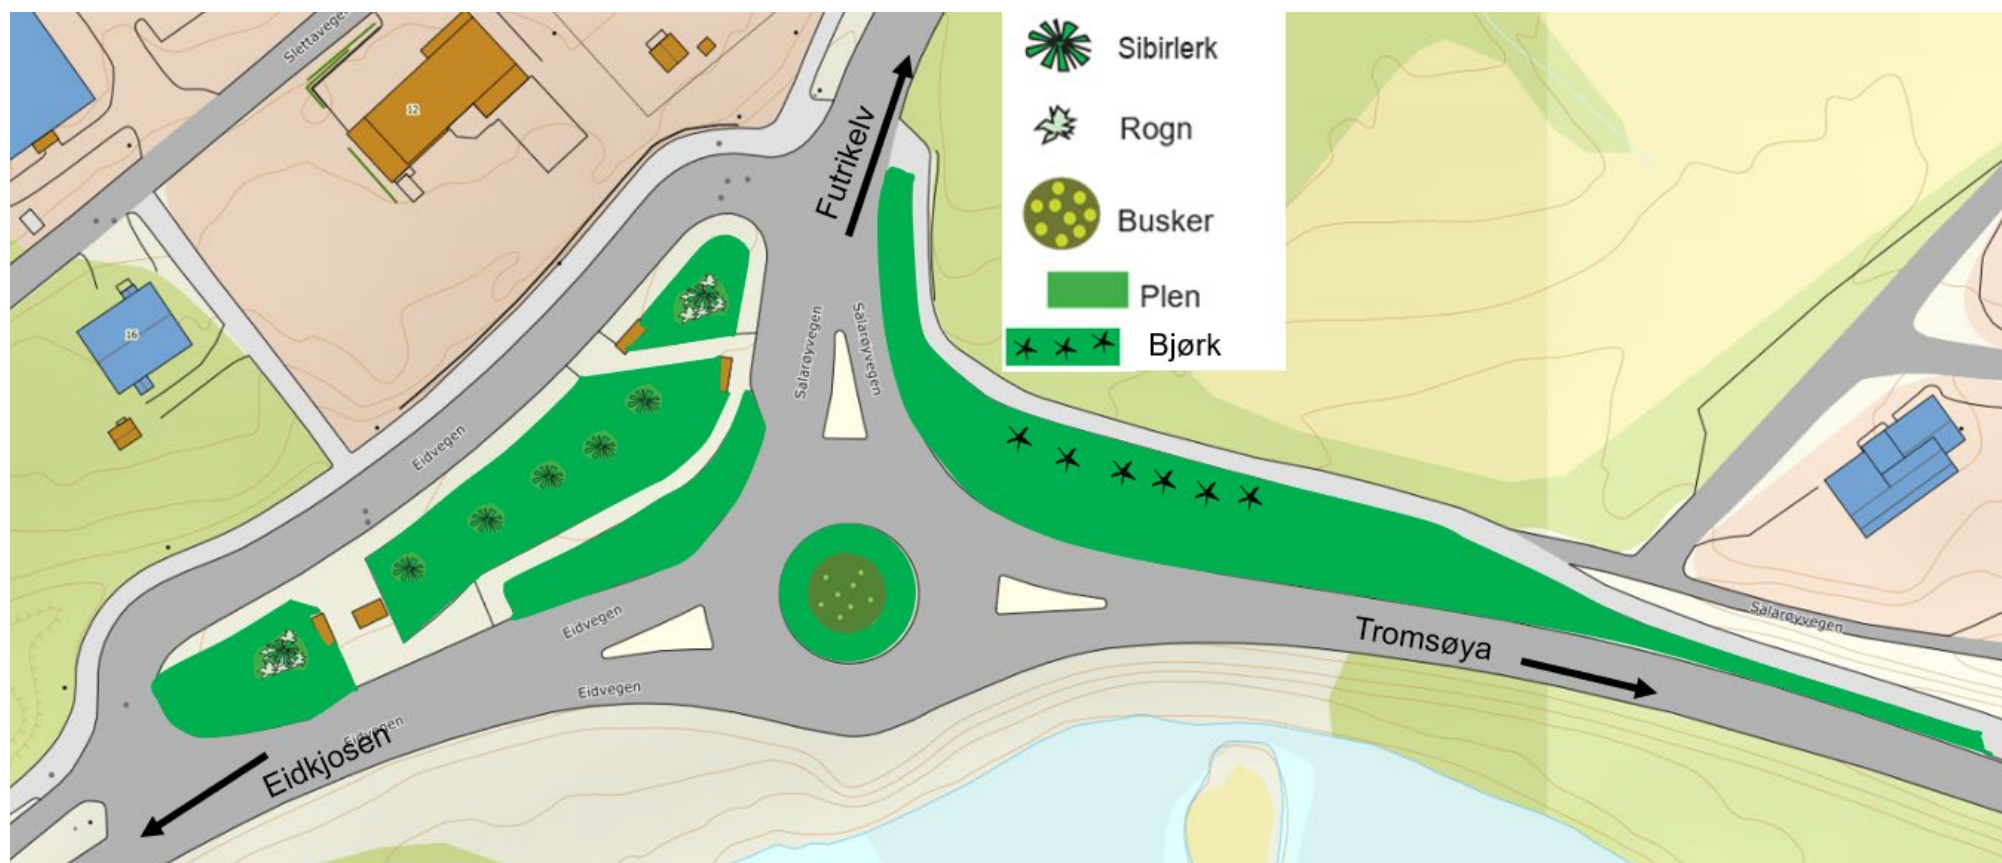 Slettavegen
12
16
Futrikelv
Sibirlerk
Rogn
Busker
Plen
Bjørk
Salarøyvegen
Salarøyvegen
Eidvegen
Eidvegen
Eidvegen
Eidvegen
Eidkjosen
Tromsøya
Salarøyvegen